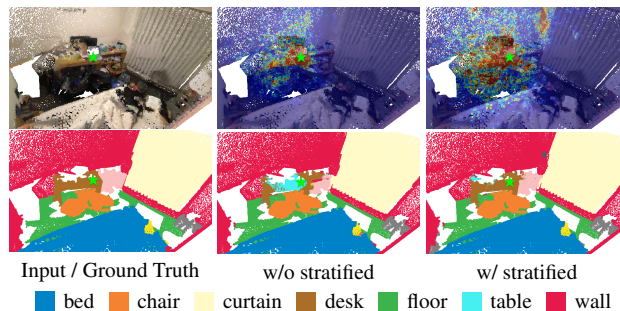 Input / Ground Truth w/o stratified w/ stratified
bed chair curtain desk floor table wall